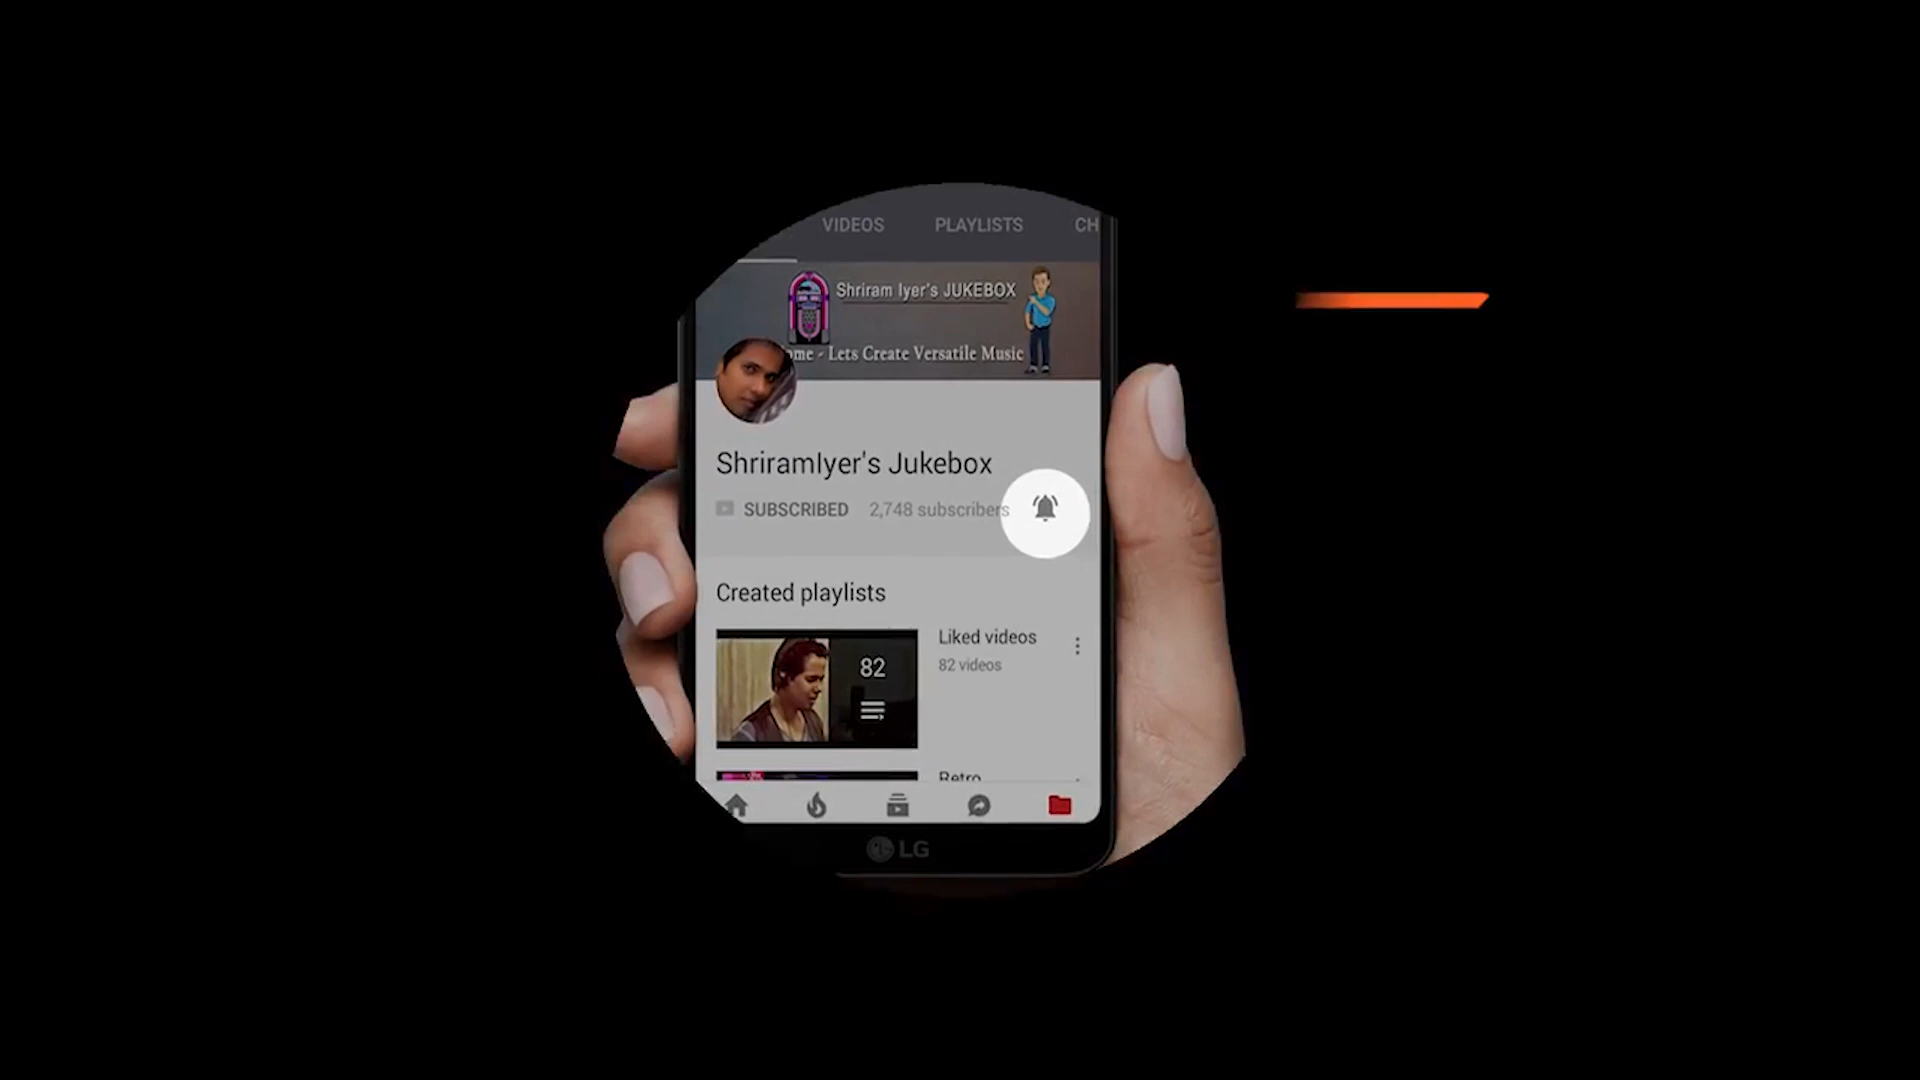 VIDEOS PLAYLISTS CH
Shriram Iyer's JUKEBOX
ome - Lets Create Versatile Music
ShriramIyer's Jukebox
SUBSCRIBED 2,748 subscribers
Created playlists
82
Liked videos
82 videos
Retro
LG